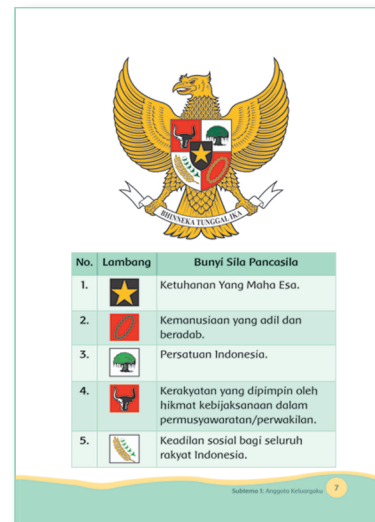 BHINNEKA TUNGGAL IKA
No. Lambang Bunyi Sila Pancasila
1. Ketuhanan Yang Maha Esa.
2. Kemanusiaan yang adil dan
beradab.
3. Persatuan Indonesia.
4. Kerakyatan yang dipimpin oleh
hikmat kebijaksanaan dalam
permusyawaratan/perwakilan.
5. Keadilan sosial bagi seluruh
rakyat Indonesia.
Subtema 1: Anggota Keluargaku 7